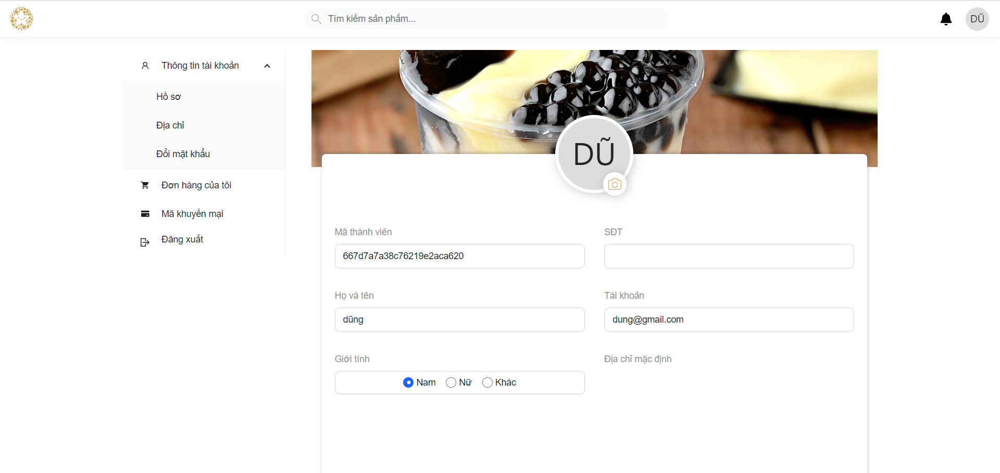 Tìm kiếm sản phẩm...
DŨ
Thông tin tài khoản
Hồ sơ
Địa chỉ
Đổi mật khẩu
Đơn hàng của tôi
Mã khuyến mại
Đăng xuất
DŨ
Mã thành viên
667d7a7a38c76219e2aca620
SĐT
Họ và tên
dũng
Tài khoản
dung@gmail.com
Giới tính
Nam Nữ Khác
Địa chỉ mặc định